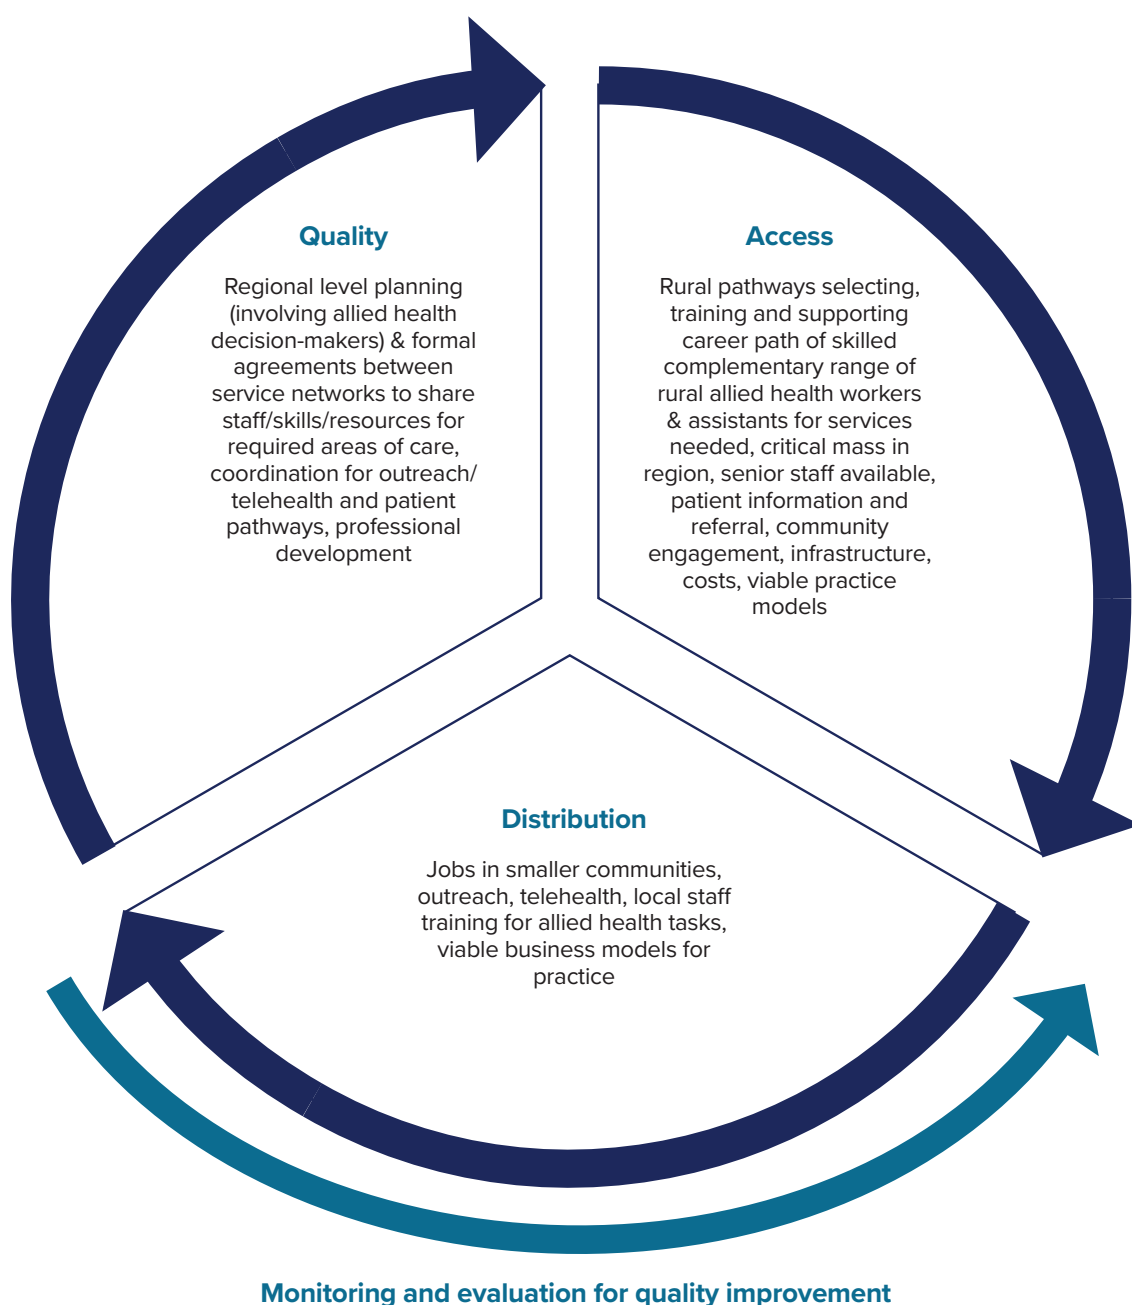 Quality
Regional level planning
(involving allied health
decision-makers) & formal
agreements between
service networks to share
staff/skills/resources for
required areas of care,
coordination for outreach/
telehealth and patient
pathways, professional
development
Access
Rural pathways selecting,
training and supporting
career path of skilled
complementary range of
rural allied health workers
& assistants for services
needed, critical mass in
region, senior staff available,
patient information and
referral, community
engagement, infrastructure,
costs, viable practice
models
Distribution
Jobs in smaller communities,
outreach, telehealth, local staff
training for allied health tasks,
viable business models for
practice
Monitoring and evaluation for quality improvement